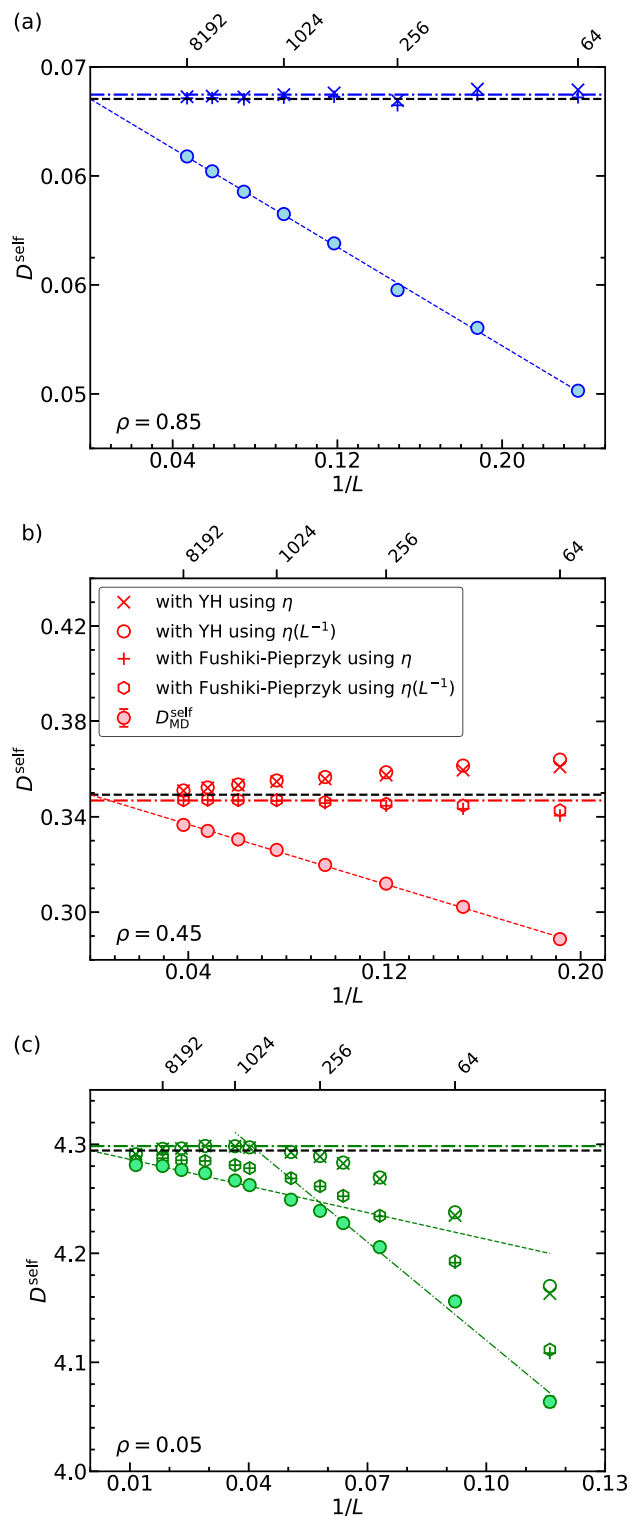 (a)
8192
1024
256
64
0.07
0.06
0.06
0.05
D^self
ρ = 0.85
0.04
0.12
0.20
1/L
b)
8192
1024
256
64
with YH using η
with YH using η(L⁻¹)
with Fushiki-Pieprzyk using η
with Fushiki-Pieprzyk using η(L⁻¹)
D_MD^self
0.42
0.38
0.34
0.30
D^self
ρ = 0.45
0.04
0.12
0.20
1/L
(c)
8192
1024
256
64
4.3
4.2
4.1
4.0
D^self
ρ = 0.05
0.01
0.04
0.07
0.10
0.13
1/L